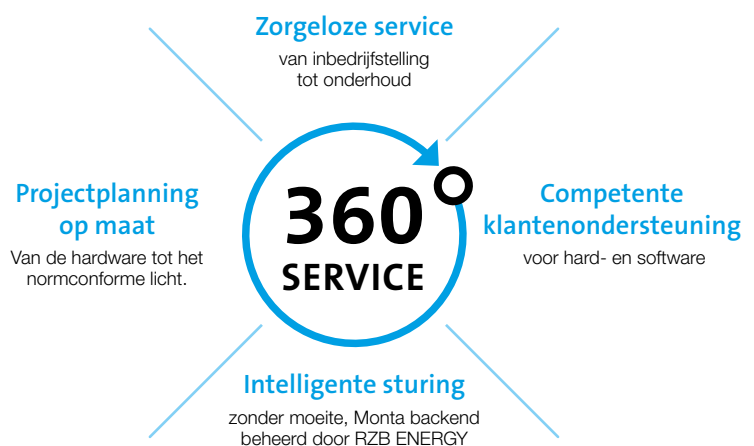 Zorgeloze service
van inbedrijfstelling
tot onderhoud
Projectplanning
op maat
Van de hardware tot het
normconforme licht.
360°
SERVICE
Competente
klantenondersteuning
voor hard- en software
Intelligente sturing
zonder moeite, Monta backend
beheerd door RZB ENERGY